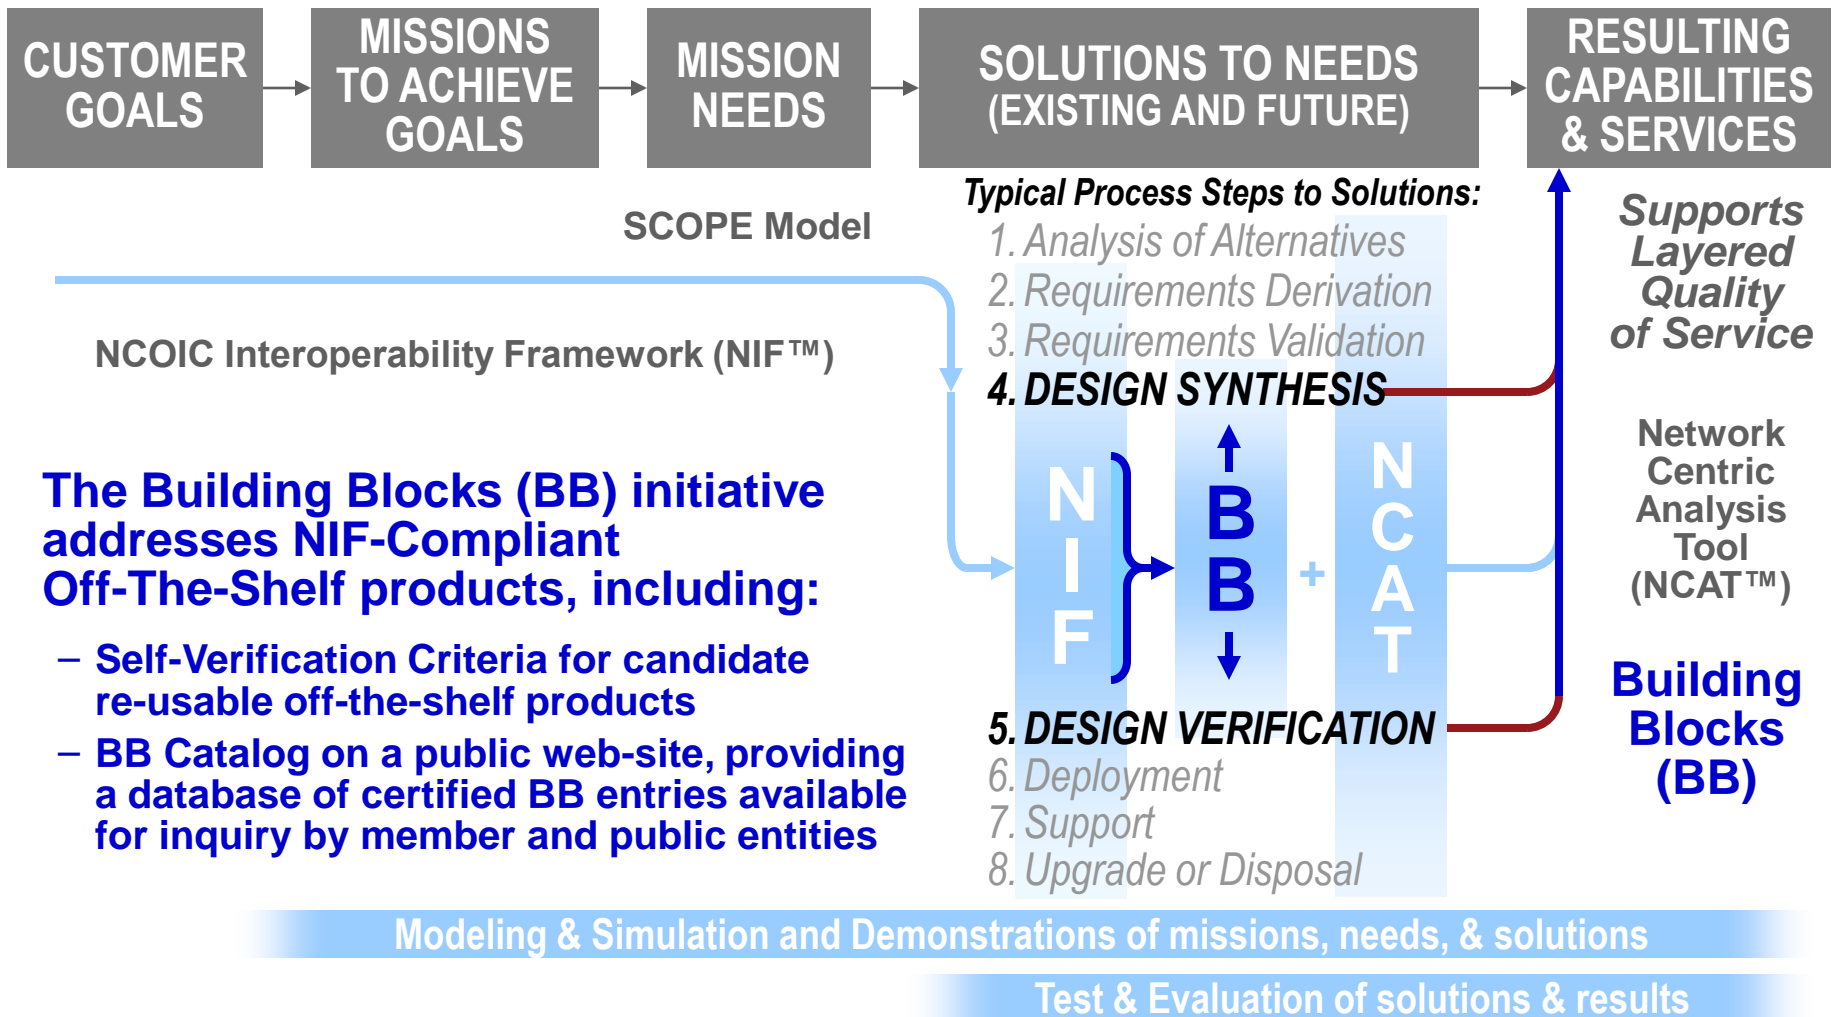 CUSTOMER
GOALS
MISSIONS
TO ACHIEVE
GOALS
MISSION
NEEDS
SOLUTIONS TO NEEDS
(EXISTING AND FUTURE)
RESULTING
CAPABILITIES
& SERVICES
SCOPE Model
NCOIC Interoperability Framework (NIF™)
The Building Blocks (BB) initiative
addresses NIF-Compliant
Off-The-Shelf products, including:
– Self-Verification Criteria for candidate
re-usable off-the-shelf products
– BB Catalog on a public web-site, providing
a database of certified BB entries available
for inquiry by member and public entities
Typical Process Steps to Solutions:
1. Analysis of Alternatives
2. Requirements Derivation
3. Requirements Validation
4. DESIGN SYNTHESIS
N
I
F
B
B
+
N
C
A
T
5. DESIGN VERIFICATION
6. Deployment
7. Support
8. Upgrade or Disposal
Supports
Layered
Quality
of Service
Network
Centric
Analysis
Tool
(NCAT™)
Building
Blocks
(BB)
Modeling & Simulation and Demonstrations of missions, needs, & solutions
Test & Evaluation of solutions & results